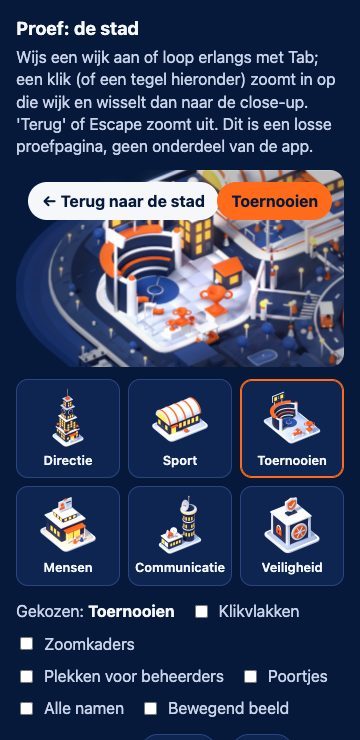 Proef: de stad
Wijs een wijk aan of loop erlangs met Tab;
een klik (of een tegel hieronder) zoomt in op
die wijk en wisselt dan naar de close-up.
'Terug' of Escape zoomt uit. Dit is een losse
proefpagina, geen onderdeel van de app.
← Terug naar de stad
Toernooien
Directie
Sport
Toernooien
Mensen
Communicatie
Veiligheid
Gekozen: Toernooien
Klikvlakken
Zoomkaders
Plekken voor beheerders
Poortjes
Alle namen
Bewegend beeld